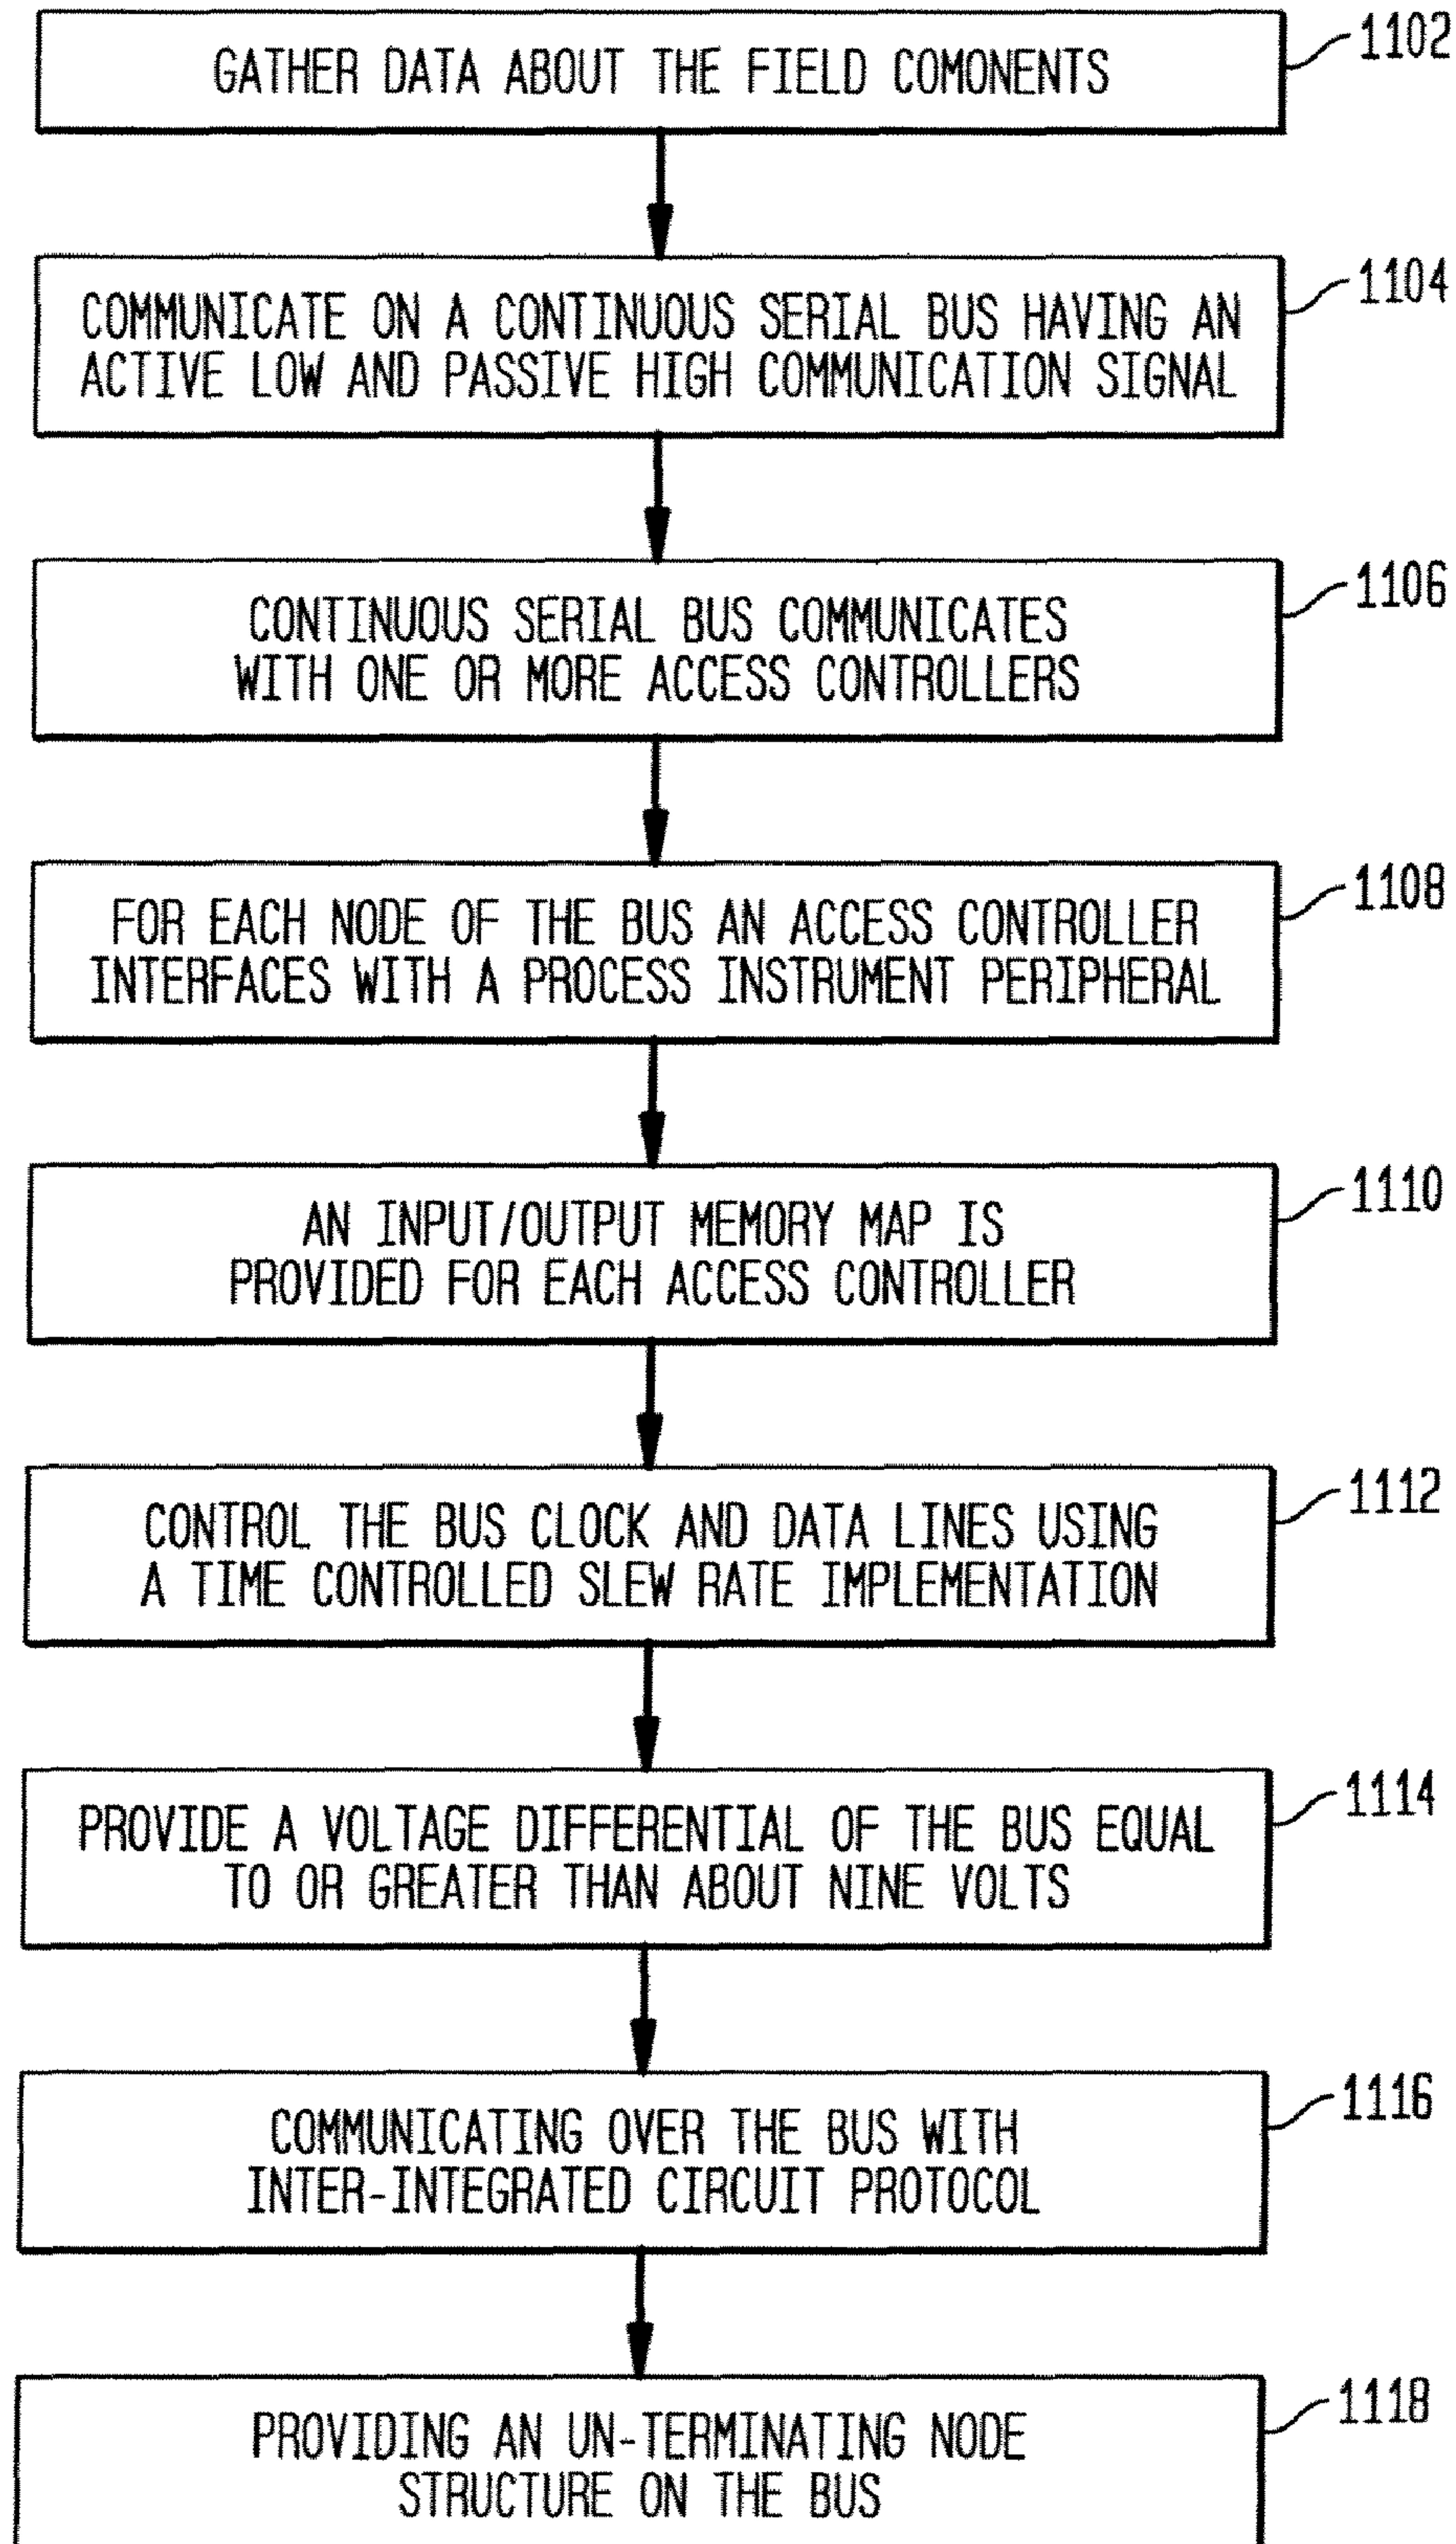 GATHER DATA ABOUT THE FIELD COMONENTS
1102
COMMUNICATE ON A CONTINUOUS SERIAL BUS HAVING AN
ACTIVE LOW AND PASSIVE HIGH COMMUNICATION SIGNAL
1104
CONTINUOUS SERIAL BUS COMMUNICATES
WITH ONE OR MORE ACCESS CONTROLLERS
1106
FOR EACH NODE OF THE BUS AN ACCESS CONTROLLER
INTERFACES WITH A PROCESS INSTRUMENT PERIPHERAL
1108
AN INPUT/OUTPUT MEMORY MAP IS
PROVIDED FOR EACH ACCESS CONTROLLER
1110
CONTROL THE BUS CLOCK AND DATA LINES USING
A TIME CONTROLLED SLEW RATE IMPLEMENTATION
1112
PROVIDE A VOLTAGE DIFFERENTIAL OF THE BUS EQUAL
TO OR GREATER THAN ABOUT NINE VOLTS
1114
COMMUNICATING OVER THE BUS WITH
INTER-INTEGRATED CIRCUIT PROTOCOL
1116
PROVIDING AN UN-TERMINATING NODE
STRUCTURE ON THE BUS
1118